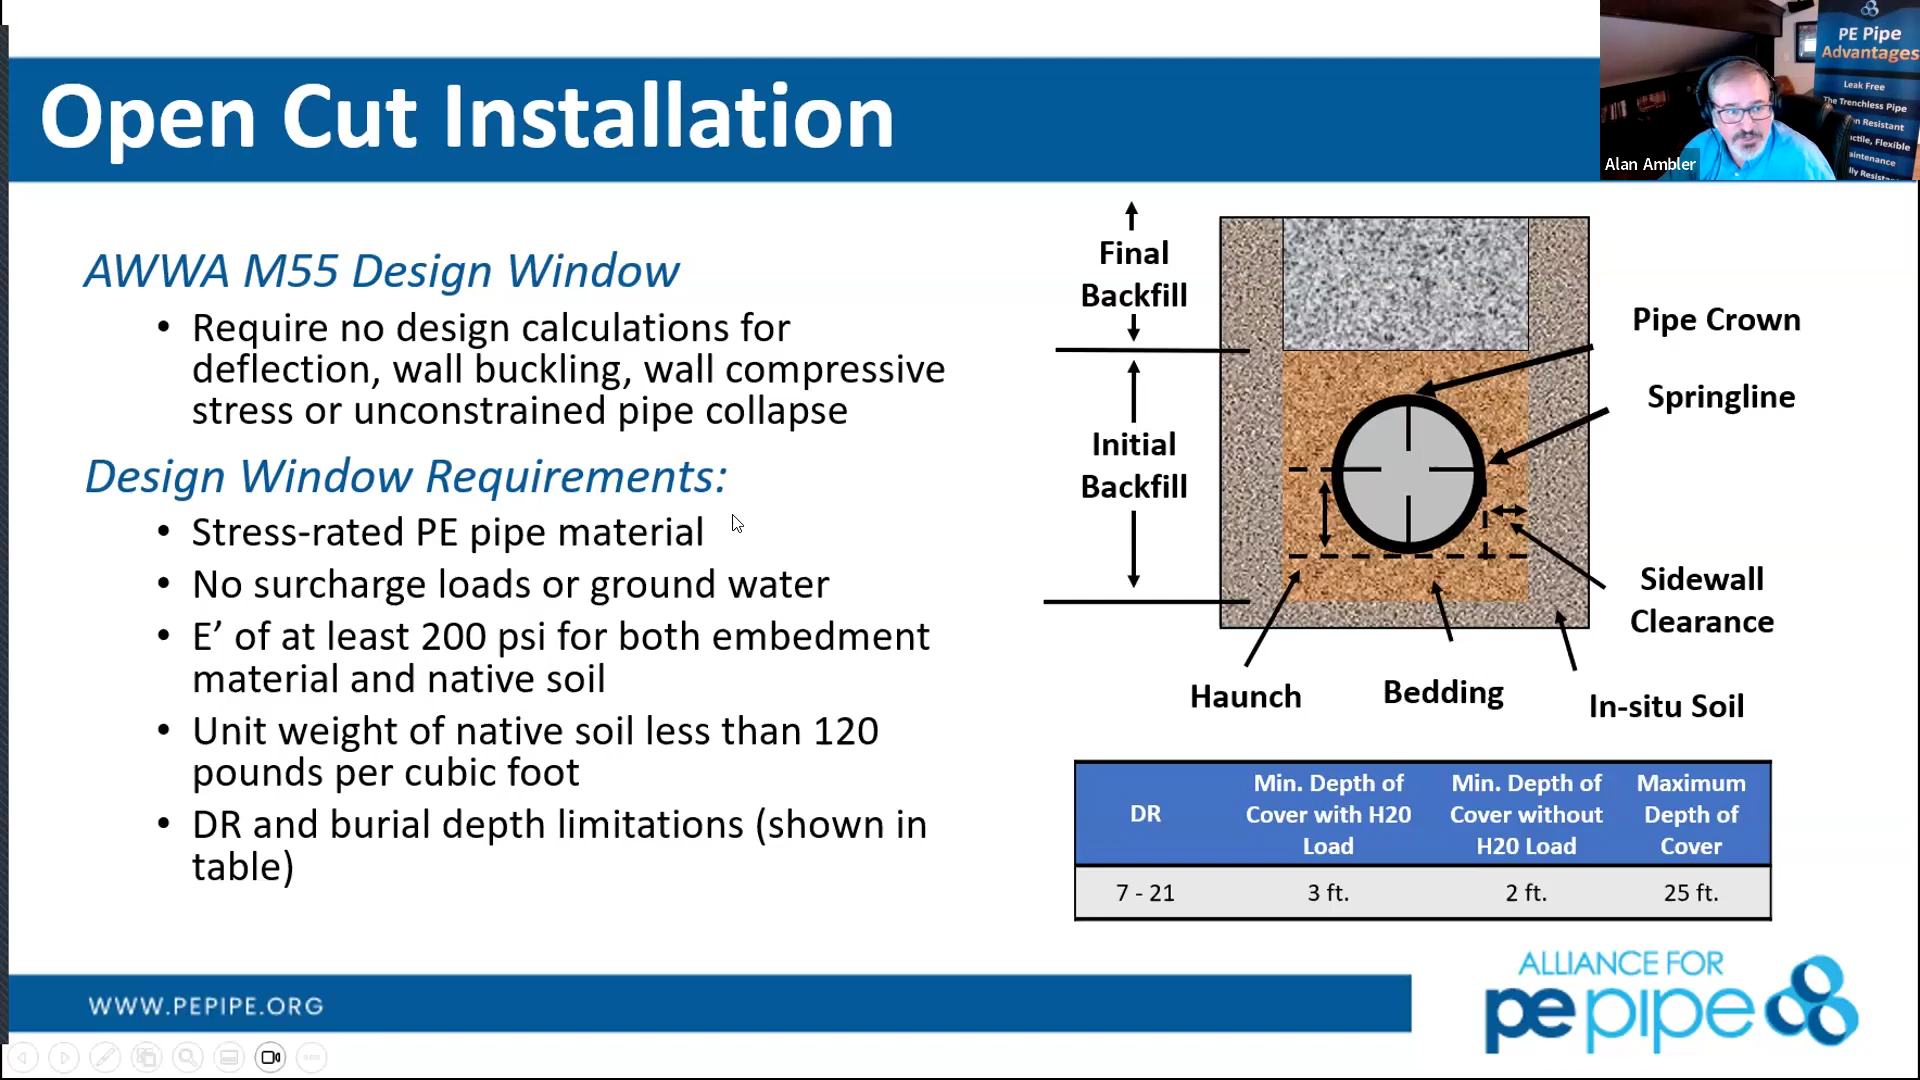 Open Cut Installation
AWWA M55 Design Window
• Require no design calculations for
deflection, wall buckling, wall compressive
stress or unconstrained pipe collapse
Design Window Requirements:
• Stress-rated PE pipe material
• No surcharge loads or ground water
• E’ of at least 200 psi for both embedment
material and native soil
• Unit weight of native soil less than 120
pounds per cubic foot
• DR and burial depth limitations (shown in
table)
PE Pipe
Advantages
Leak Free
The Trenchless Pipe
Resistant
Flexible
Alan Ambler
Final
Backfill
Initial
Backfill
Pipe Crown
Springline
Sidewall
Clearance
Haunch
Bedding
In-situ Soil
DR
Min. Depth of
Cover with H20
Load
Min. Depth of
Cover without
H20 Load
Maximum
Depth of
Cover
7 - 21
3 ft.
2 ft.
25 ft.
WWW.PEPIPE.ORG
ALLIANCE FOR
pepipe